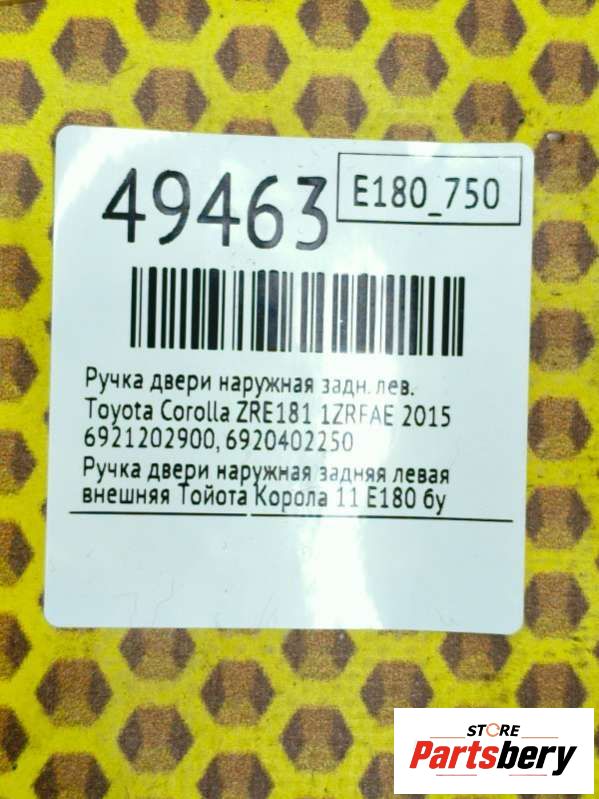 49463
E180_750
Ручка двери наружная задн. лев.
Toyota Corolla ZRE181 1ZRFAE 2015
6921202900, 6920402250
Ручка двери наружная задняя левая
внешняя Тойота Корола 11 Е180 бу
STORE
Partsbery